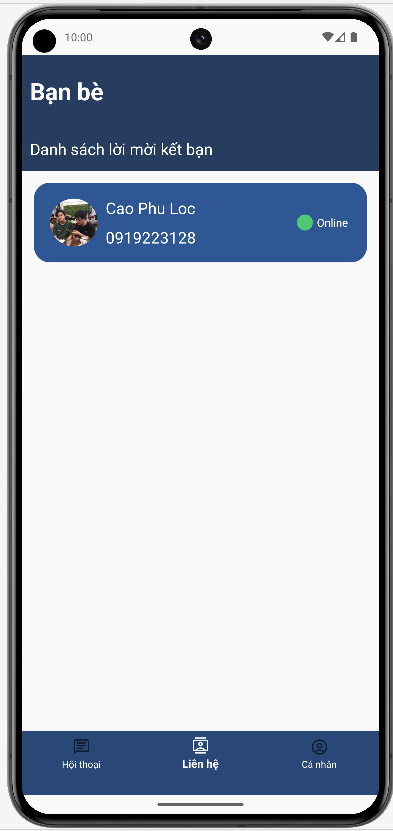 10:00
Bạn bè
Danh sách lời mời kết bạn
Cao Phu Loc
0919223128
Online
Hội thoại
Liên hệ
Cá nhân